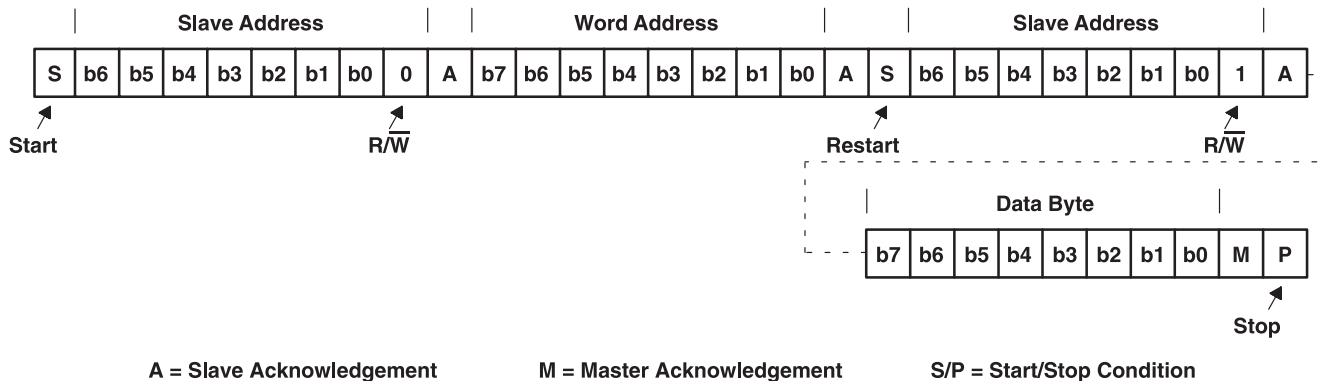 Slave Address Word Address Slave Address
S b6 b5 b4 b3 b2 b1 b0 0 A b7 b6 b5 b4 b3 b2 b1 b0 A S b6 b5 b4 b3 b2 b1 b0 1 A
Start R/W̅ Restart R/W̅
Data Byte
b7 b6 b5 b4 b3 b2 b1 b0 M P
Stop
A = Slave Acknowledgement M = Master Acknowledgement S/P = Start/Stop Condition